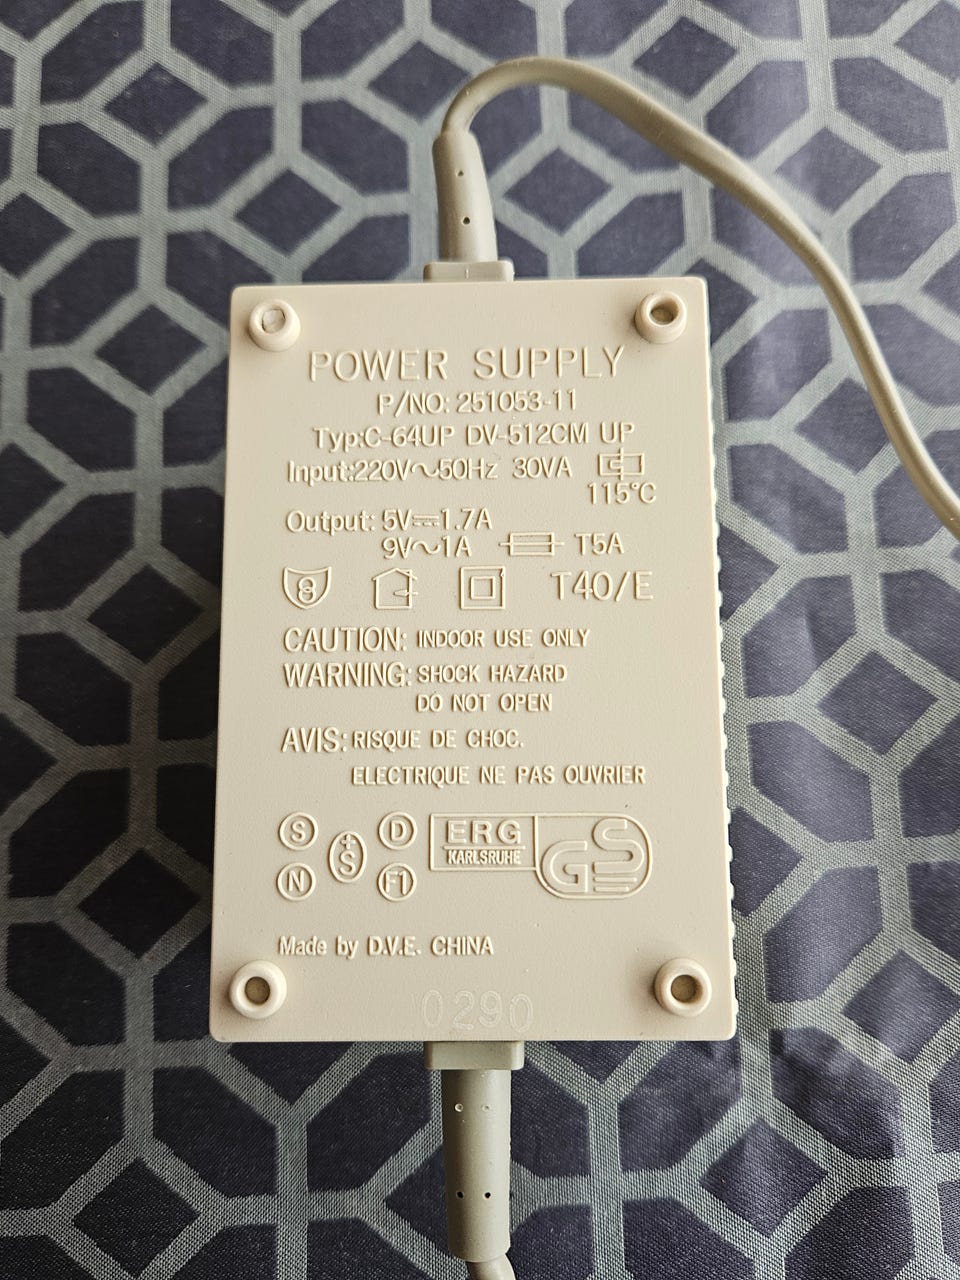 POWER SUPPLY
P/NO: 251053-11
Typ:C-64UP DV-512CM UP
Input:220V～50Hz 30VA
115℃
Output: 5V⎓1.7A
9V～1A T5A
8 T40/E
CAUTION: INDOOR USE ONLY
WARNING: SHOCK HAZARD
DO NOT OPEN
AVIS: RISQUE DE CHOC.
ELECTRIQUE NE PAS OUVRIER
S +S D ERG GS
N F1 KARLSRUHE
Made by D.V.E. CHINA
0290